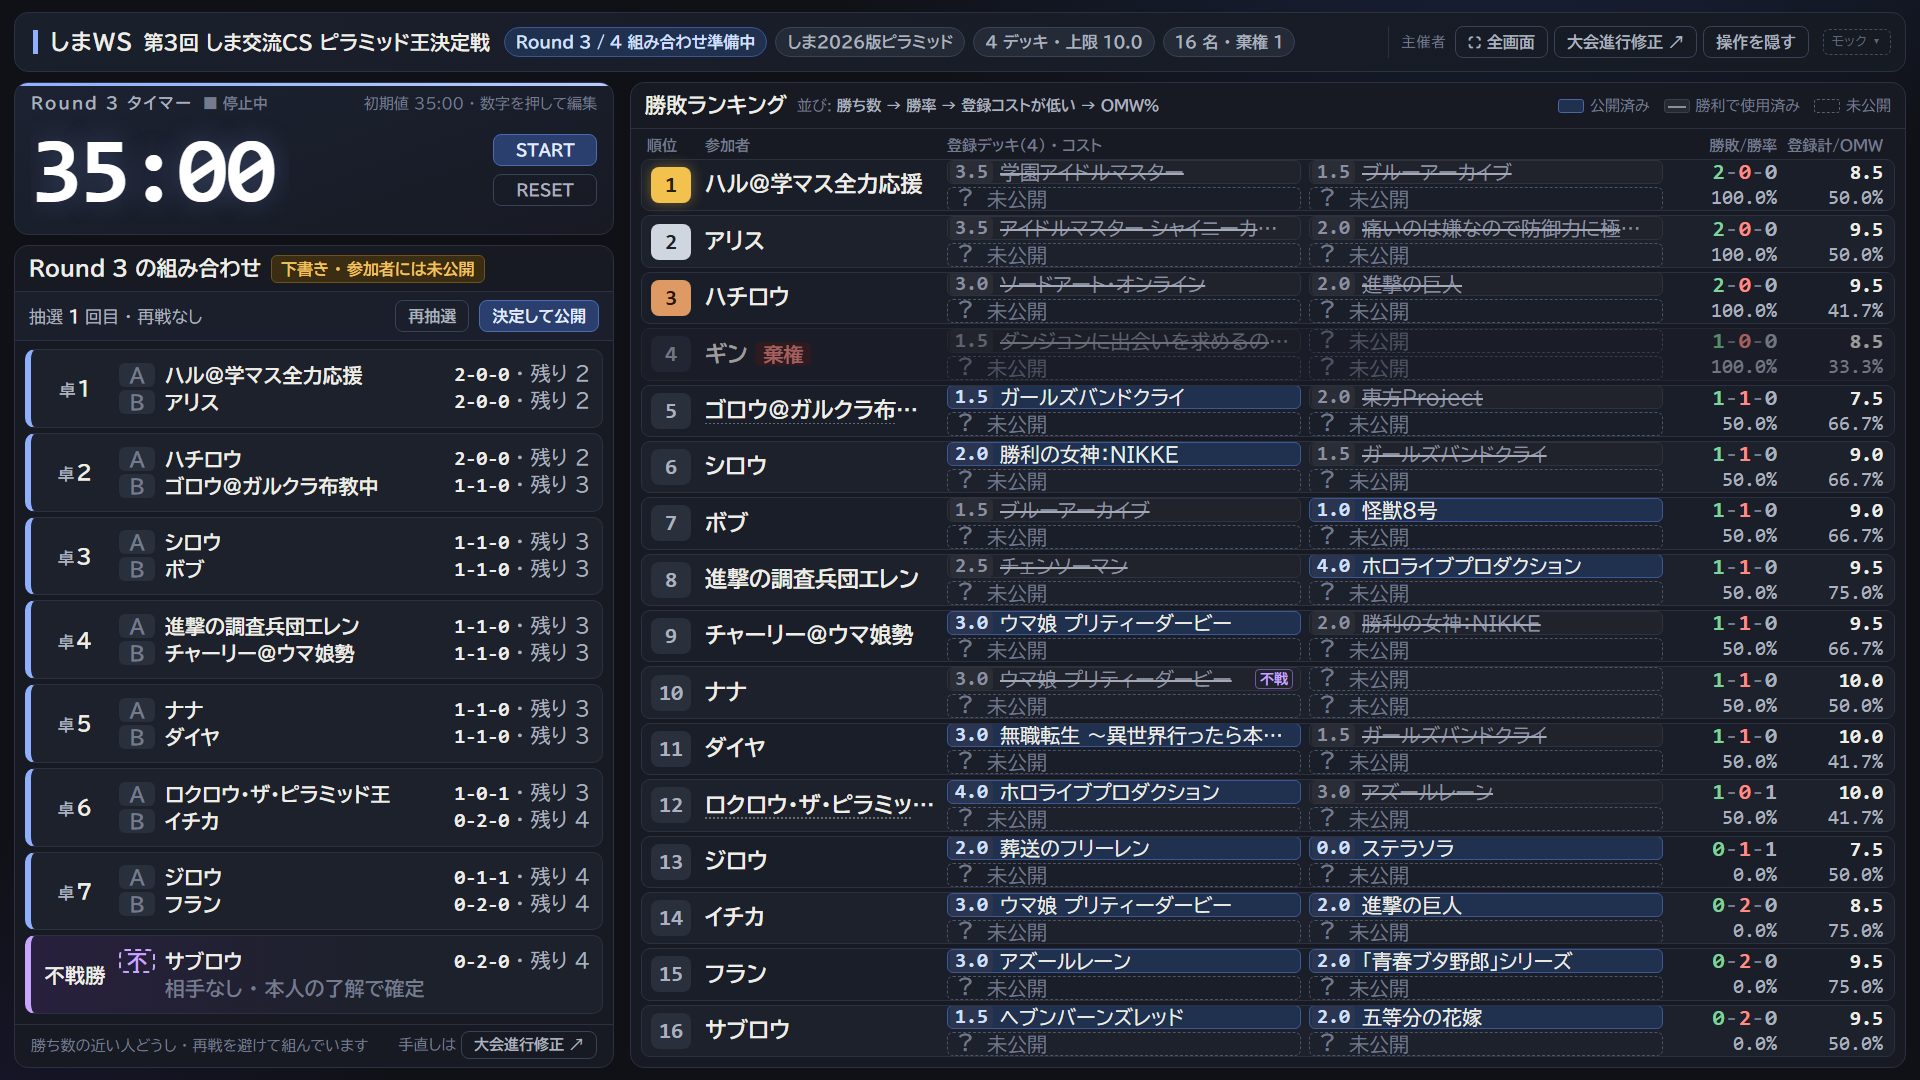 しまWS 第3回 しま交流CS ピラミッド王決定戦
Round 3 / 4 組み合わせ準備中
しま2026版ピラミッド
4 デッキ・上限 10.0
16 名・棄権 1
主催者
全画面
大会進行修正 ↗
操作を隠す
モック ▾
Round 3 タイマー ■ 停止中
初期値 35:00・数字を押して編集
35:00
START
RESET
Round 3 の組み合わせ 下書き・参加者には未公開
抽選 1 回目・再戦なし
再抽選
決定して公開
卓1
A ハル@学マス全力応援 2-0-0・残り 2
B アリス 2-0-0・残り 2
卓2
A ハチロウ 2-0-0・残り 2
B ゴロウ@ガルクラ布教中 1-1-0・残り 3
卓3
A シロウ 1-1-0・残り 3
B ボブ 1-1-0・残り 3
卓4
A 進撃の調査兵団エレン 1-1-0・残り 3
B チャーリー@ウマ娘勢 1-1-0・残り 3
卓5
A ナナ 1-1-0・残り 3
B ダイヤ 1-1-0・残り 3
卓6
A ロクロウ・ザ・ピラミッド王 1-0-1・残り 3
B イチカ 0-2-0・残り 4
卓7
A ジロウ 0-1-1・残り 4
B フラン 0-2-0・残り 4
不戦勝
不 サブロウ 0-2-0・残り 4
相手なし・本人の了解で確定
勝ち数の近い人どうし・再戦を避けて組んでいます
手直しは 大会進行修正 ↗
勝敗ランキング 並び: 勝ち数 → 勝率 → 登録コストが低い → OMW%
公開済み 勝利で使用済み 未公開
順位 参加者 登録デッキ(4)・コスト 勝敗/勝率 登録計/OMW
1 ハル@学マス全力応援 3.5 学園アイドルマスター 1.5 ブルーアーカイブ 2-0-0 8.5
? 未公開 ? 未公開 100.0% 50.0%
2 アリス 3.5 アイドルマスター シャイニーカ… 2.0 痛いのは嫌なので防御力に極… 2-0-0 9.5
? 未公開 ? 未公開 100.0% 50.0%
3 ハチロウ 3.0 ソードアート・オンライン 2.0 進撃の巨人 2-0-0 9.5
? 未公開 ? 未公開 100.0% 41.7%
4 ギン 棄権 1.5 ダンジョンに出会いを求めるの… ? 未公開 1-0-0 8.5
? 未公開 ? 未公開 100.0% 33.3%
5 ゴロウ@ガルクラ布… 1.5 ガールズバンドクライ 2.0 東方Project 1-1-0 7.5
? 未公開 ? 未公開 50.0% 66.7%
6 シロウ 2.0 勝利の女神:NIKKE 1.5 ガールズバンドクライ 1-1-0 9.0
? 未公開 ? 未公開 50.0% 66.7%
7 ボブ 1.5 ブルーアーカイブ 1.0 怪獣8号 1-1-0 9.0
? 未公開 ? 未公開 50.0% 66.7%
8 進撃の調査兵団エレン 2.5 チェンソーマン 4.0 ホロライブプロダクション 1-1-0 9.5
? 未公開 ? 未公開 50.0% 75.0%
9 チャーリー@ウマ娘勢 3.0 ウマ娘 プリティーダービー 2.0 勝利の女神:NIKKE 1-1-0 9.5
? 未公開 ? 未公開 50.0% 66.7%
10 ナナ 3.0 ウマ娘 プリティーダービー 不戦 ? 未公開 1-1-0 10.0
? 未公開 ? 未公開 50.0% 50.0%
11 ダイヤ 3.0 無職転生 ～異世界行ったら本… 1.5 ガールズバンドクライ 1-1-0 10.0
? 未公開 ? 未公開 50.0% 41.7%
12 ロクロウ・ザ・ピラミッ… 4.0 ホロライブプロダクション 3.0 アズールレーン 1-0-1 10.0
? 未公開 ? 未公開 50.0% 41.7%
13 ジロウ 2.0 葬送のフリーレン 0.0 ステラソラ 0-1-1 7.5
? 未公開 ? 未公開 0.0% 50.0%
14 イチカ 3.0 ウマ娘 プリティーダービー 2.0 進撃の巨人 0-2-0 8.5
? 未公開 ? 未公開 0.0% 75.0%
15 フラン 3.0 アズールレーン 2.0 「青春ブタ野郎」シリーズ 0-2-0 9.5
? 未公開 ? 未公開 0.0% 75.0%
16 サブロウ 1.5 ヘブンバーンズレッド 2.0 五等分の花嫁 0-2-0 9.5
? 未公開 ? 未公開 0.0% 50.0%